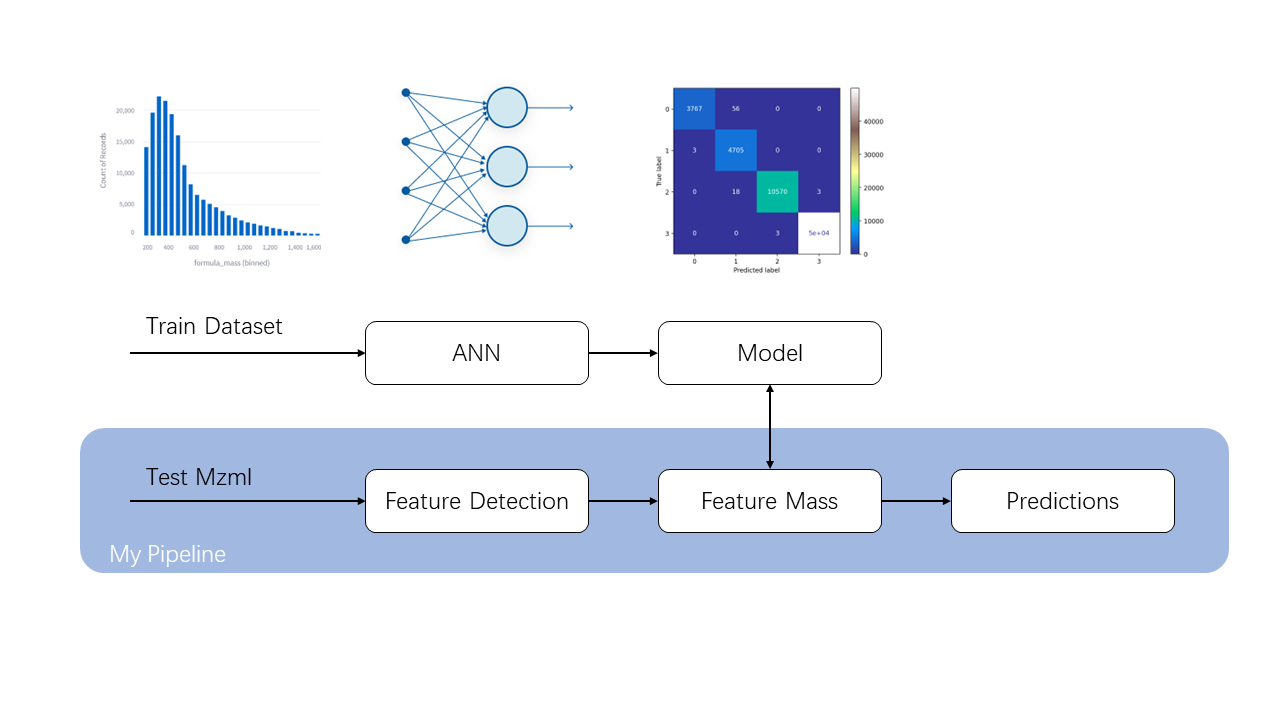 20,000
15,000
10,000
5,000
0
Count of Records
200 400 600 800 1,000 1,200 1,400 1,600
formula_mass (binned)
0 3767 56 0 0
1 3 4705 0 0
2 0 18 10570 3
3 0 0 3 5e+04
True label
0 1 2 3
Predicted label
40000
30000
20000
10000
0
Train Dataset
ANN
Model
Test Mzml
Feature Detection
Feature Mass
Predictions
My Pipeline